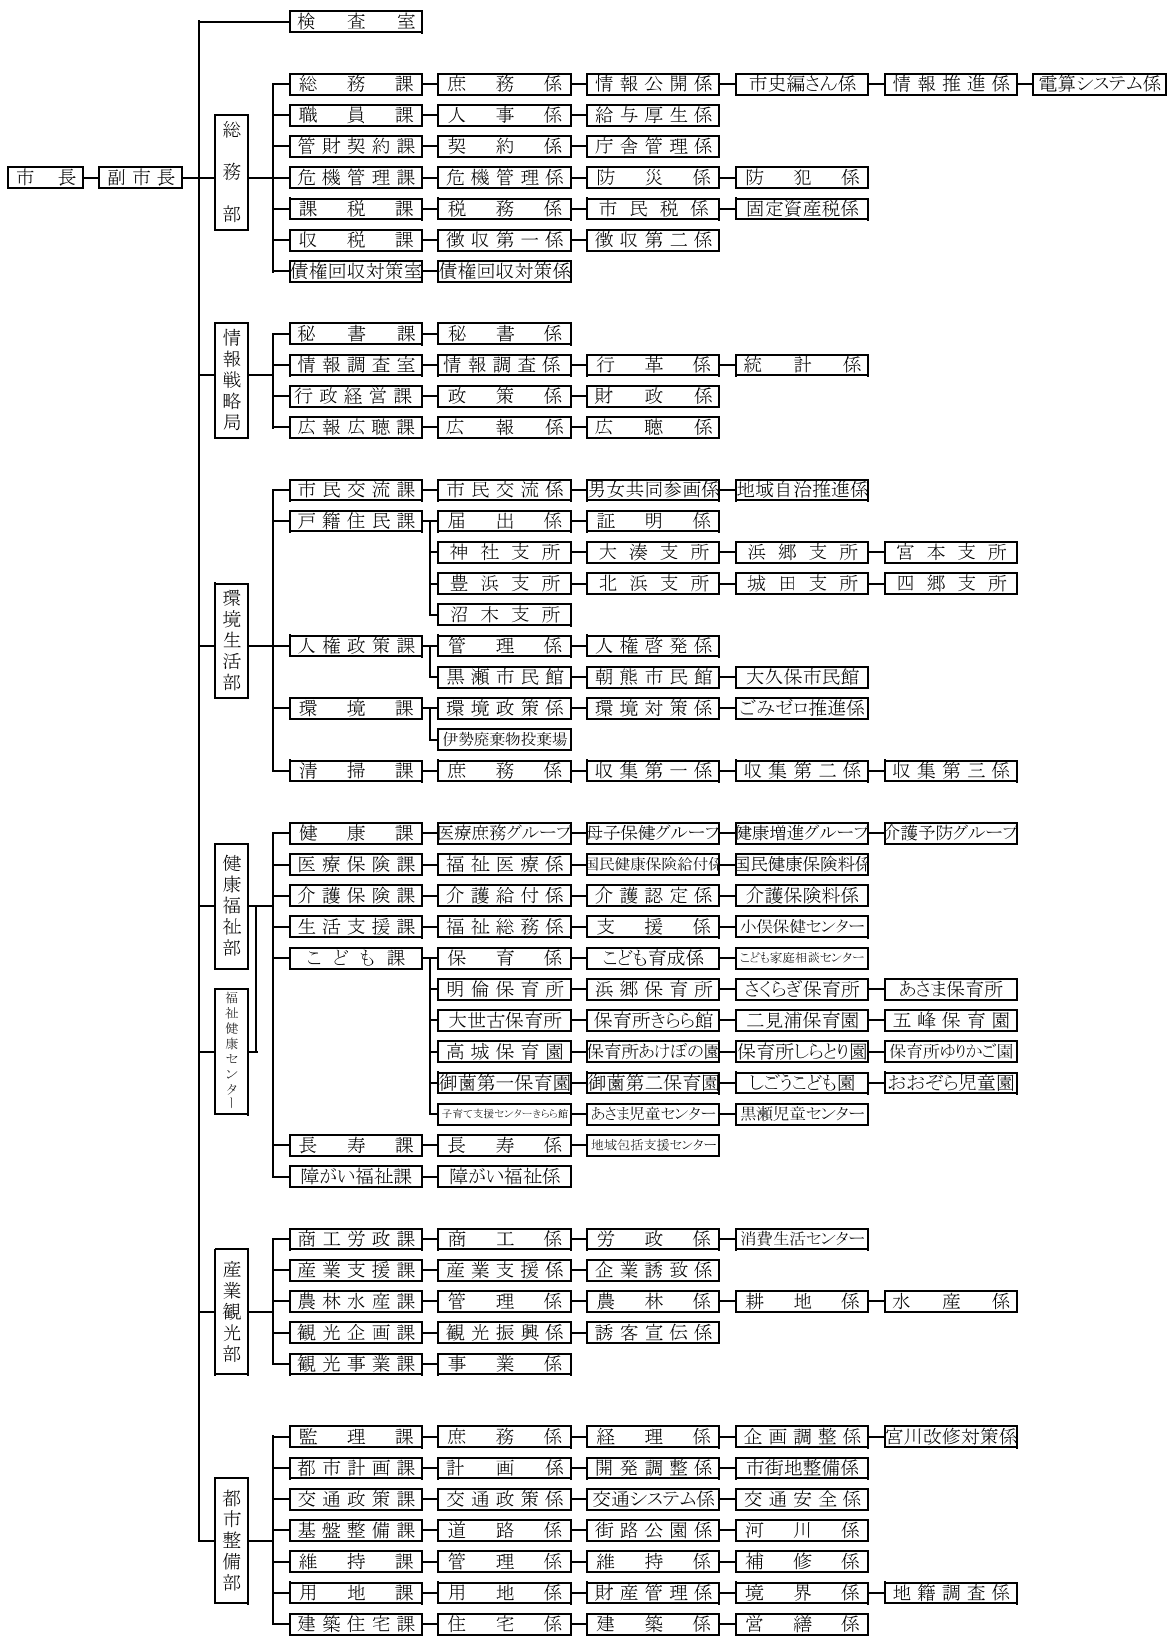 検査室
総務課 庶務係 情報公開係 市史編さん係 情報推進係 電算システム係
職員課 人事係 給与厚生係
総務部
管財契約課 契約係 庁舎管理係
市長 副市長 危機管理課 危機管理係 防災係 防犯係
課税課 税務係 市民税係 固定資産税係
収税課 徴収第一係 徴収第二係
債権回収対策室 債権回収対策係
情報戦略局
秘書課 秘書係
情報調査室 情報調査係 行革係 統計係
行政経営課 政策係 財政係
広報広聴課 広報係 広聴係
環境生活部
市民交流課 市民交流係 男女共同参画係 地域自治推進係
戸籍住民課 届出係 証明係
神社支所 大湊支所 浜郷支所 宮本支所
豊浜支所 北浜支所 城田支所 四郷支所
沼木支所
人権政策課 管理係 人権啓発係
黒瀬市民館 朝熊市民館 大久保市民館
環境課 環境政策係 環境対策係 ごみゼロ推進係
伊勢廃棄物投棄場
清掃課 庶務係 収集第一係 収集第二係 収集第三係
健康福祉部
福祉健康センター
健康課 医療庶務グループ 母子保健グループ 健康増進グループ 介護予防グループ
医療保険課 福祉医療係 国民健康保険給付係 国民健康保険料係
介護保険課 介護給付係 介護認定係 介護保険料係
生活支援課 福祉総務係 支援係 小俣保健センター
こども課 保育係 こども育成係 こども家庭相談センター
明倫保育所 浜郷保育所 さくらぎ保育所 あさま保育所
大世古保育所 保育所きらら館 二見浦保育園 五峰保育園
高城保育園 保育所あけぼの園 保育所しらとり園 保育所ゆりかご園
御薗第一保育園 御薗第二保育園 しごうこども園 おおぞら児童園
子育て支援センターきらら館 あさま児童センター 黒瀬児童センター
長寿課 長寿係 地域包括支援センター
障がい福祉課 障がい福祉係
産業観光部
商工労政課 商工係 労政係 消費生活センター
産業支援課 産業支援係 企業誘致係
農林水産課 管理係 農林係 耕地係 水産係
観光企画課 観光振興係 誘客宣伝係
観光事業課 事業係
都市整備部
監理課 庶務係 経理係 企画調整係 宮川改修対策係
都市計画課 計画係 開発調整係 市街地整備係
交通政策課 交通政策係 交通システム係 交通安全係
基盤整備課 道路係 街路公園係 河川係
維持課 管理係 維持係 補修係
用地課 用地係 財産管理係 境界係 地籍調査係
建築住宅課 住宅係 建築係 営繕係